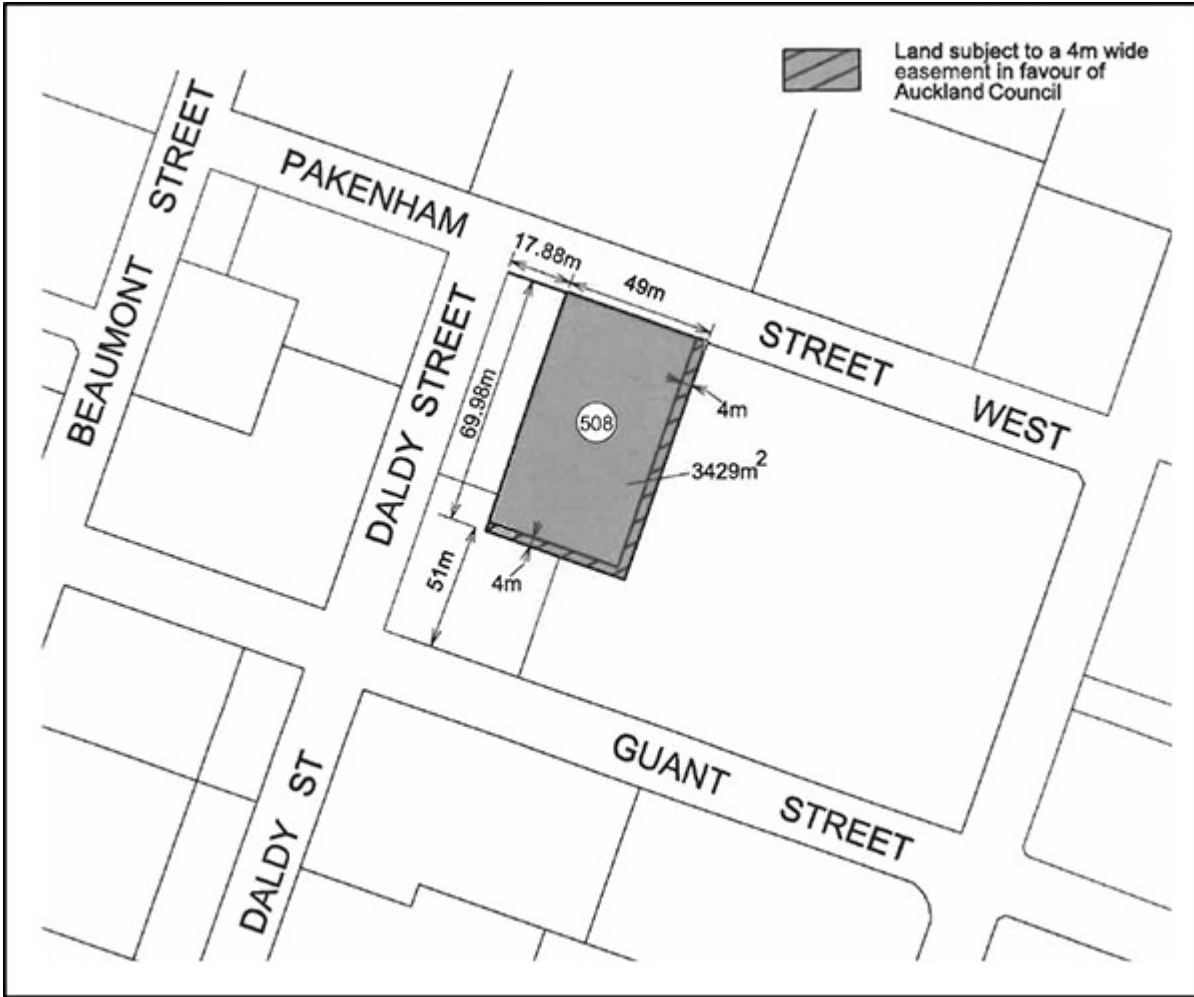 Land subject to a 4m wide
easement in favour of
Auckland Council
BEAUMONT STREET
PAKENHAM STREET WEST
DALDY STREET
17.88m
49m
69.98m
4m
508
3429m²
51m
4m
GUANT STREET
DALDY ST